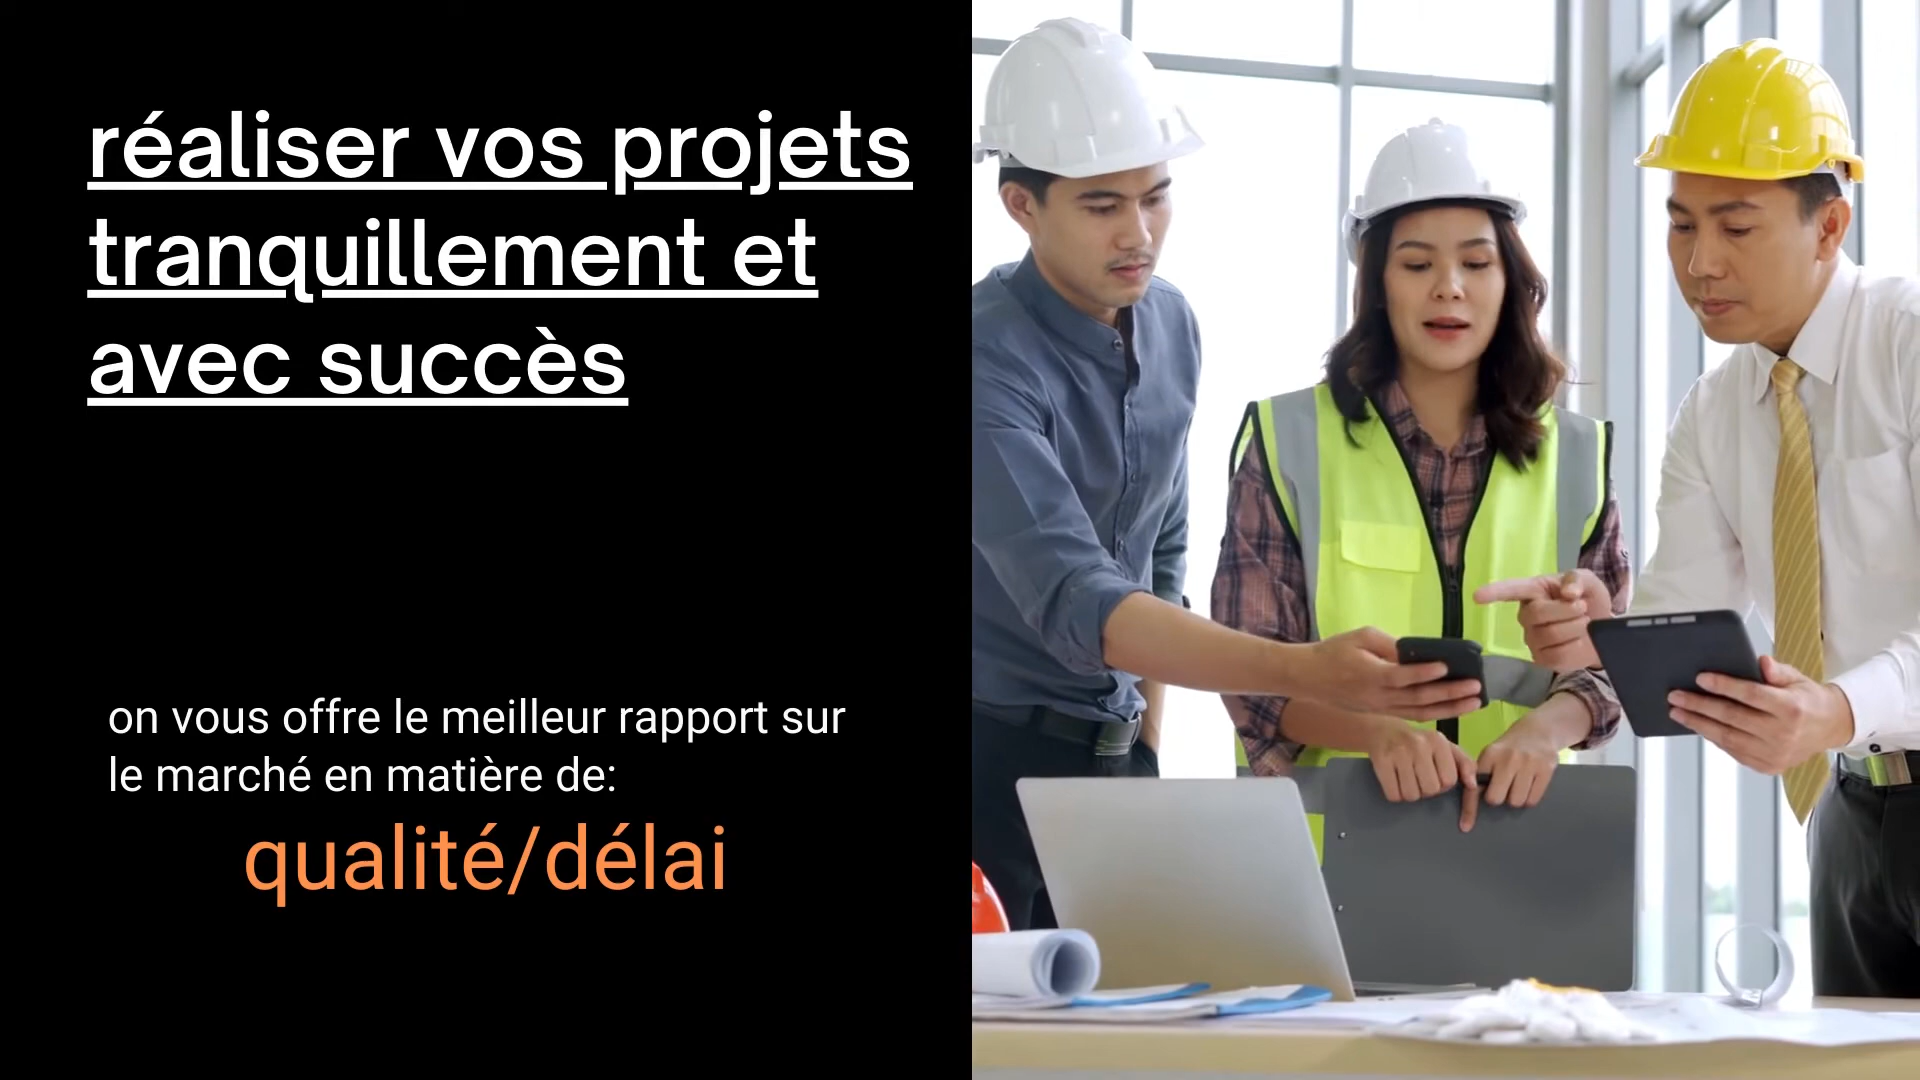 réaliser vos projets
tranquillement et
avec succès
on vous offre le meilleur rapport sur
le marché en matière de:
qualité/délai